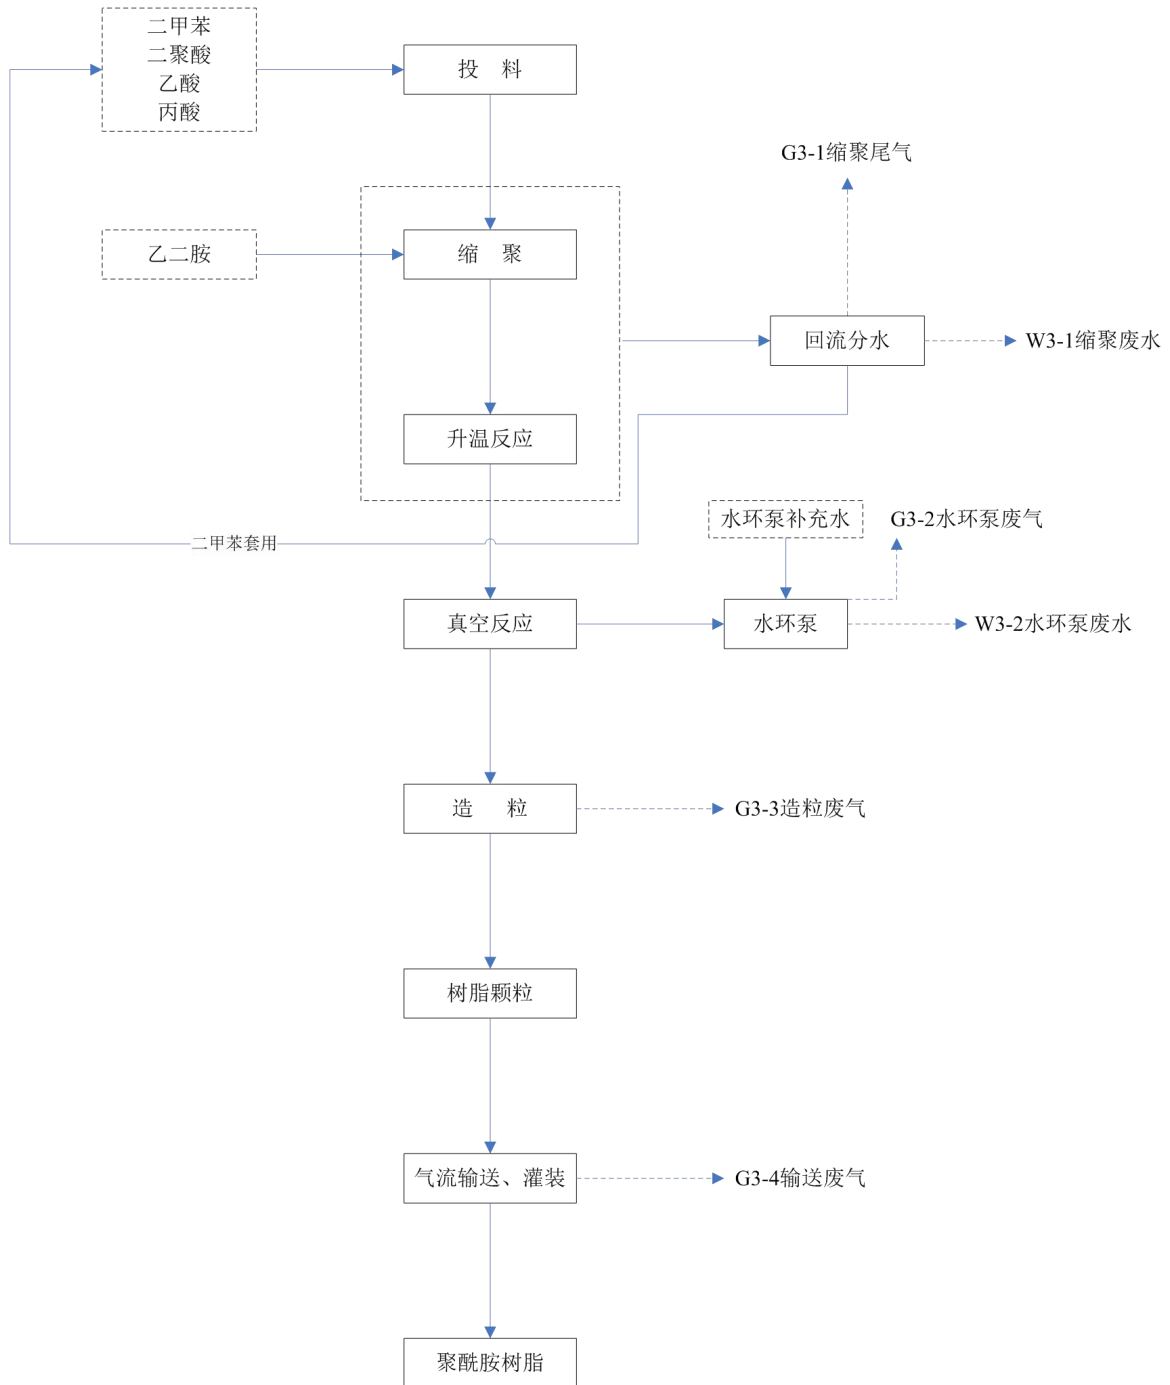 二甲苯
二聚酸
乙酸
丙酸
投 料
G3-1缩聚尾气
乙二胺
缩 聚
回流分水
W3-1缩聚废水
升温反应
水环泵补充水
G3-2水环泵废气
二甲苯套用
真空反应
水环泵
W3-2水环泵废水
造 粒
G3-3造粒废气
树脂颗粒
气流输送、灌装
G3-4输送废气
聚酰胺树脂